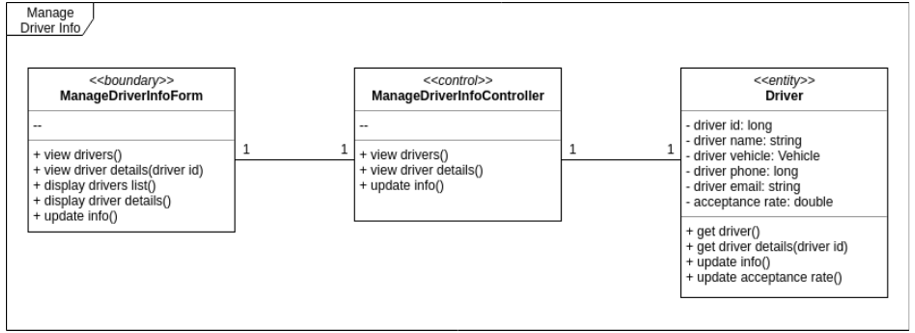 Manage
Driver Info
<<boundary>>
ManageDriverInfoForm
--
+ view drivers()
+ view driver details(driver id)
+ display drivers list()
+ display driver details()
+ update info()
1
1
<<control>>
ManageDriverInfoController
--
+ view drivers()
+ view driver details()
+ update info()
1
1
<<entity>>
Driver
- driver id: long
- driver name: string
- driver vehicle: Vehicle
- driver phone: long
- driver email: string
- acceptance rate: double
+ get driver()
+ get driver details(driver id)
+ update info()
+ update acceptance rate()